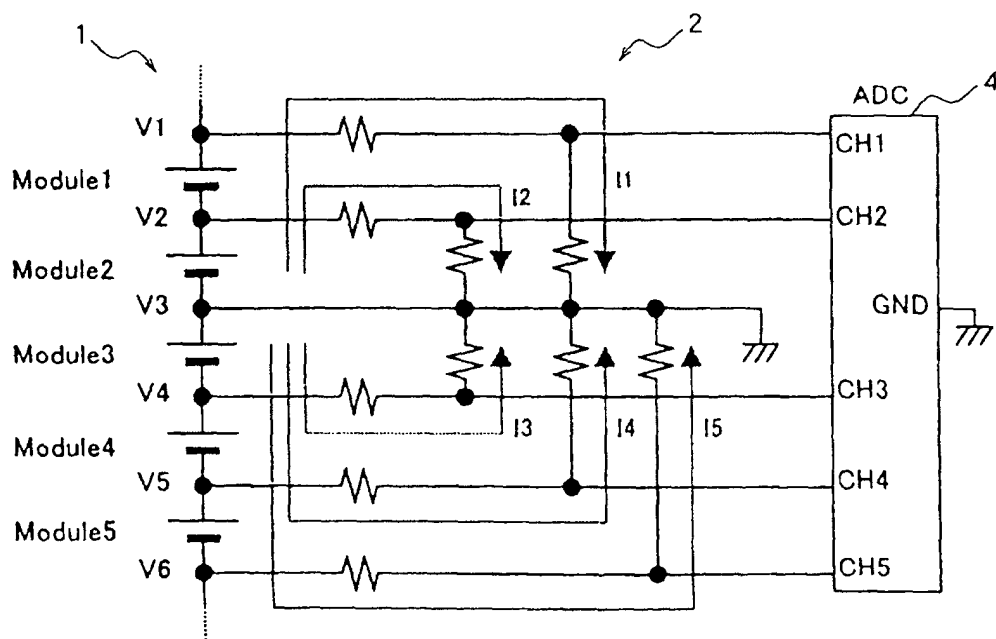 1
2
ADC
4
V1
CH1
Module1
I2
I1
V2
CH2
Module2
V3
GND
Module3
V4
CH3
I3
I4
I5
Module4
V5
CH4
Module5
V6
CH5